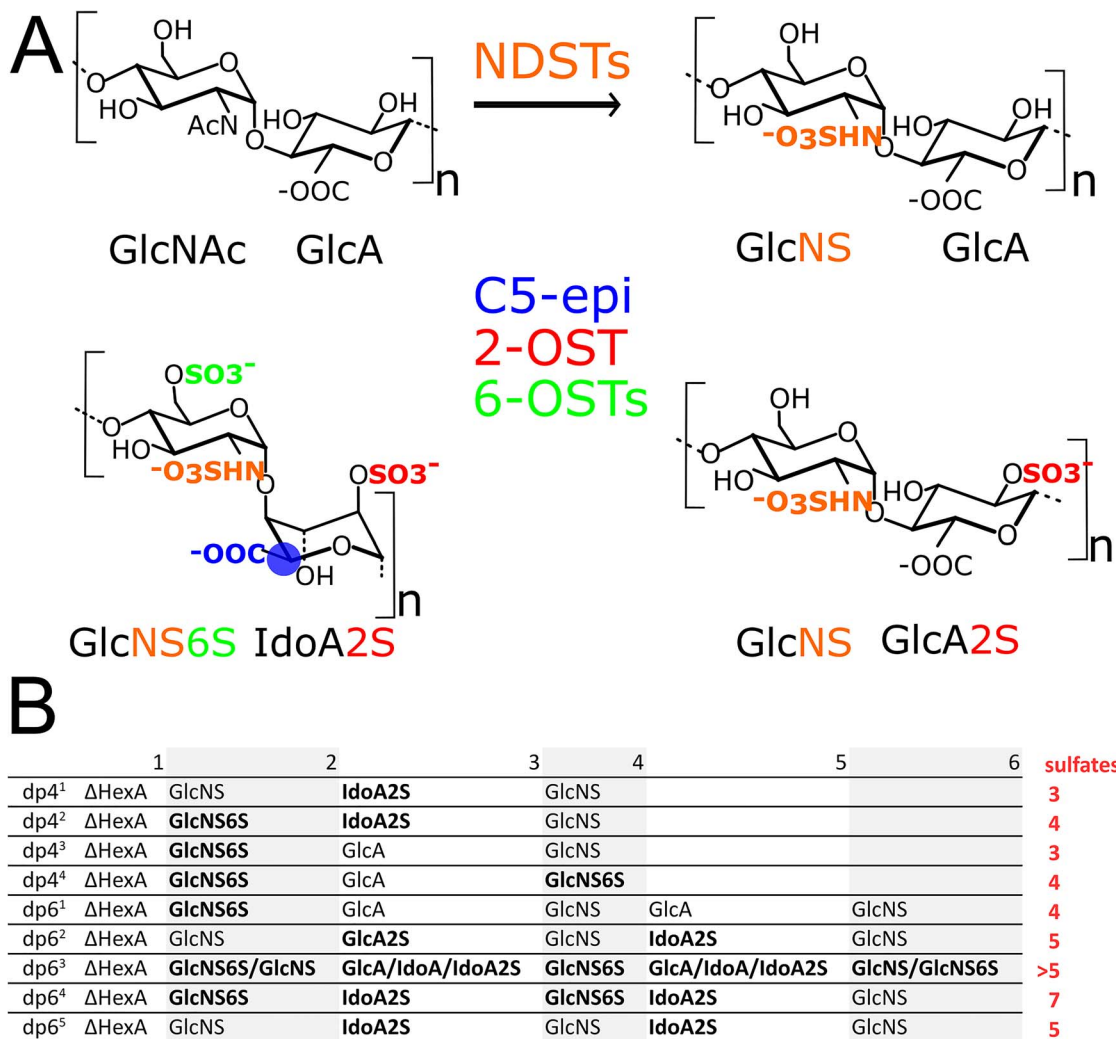 A
OH
O
O
HO
AcN
O
HO
OH
O
-OOC
n
GlcNAc GlcA
NDSTs
OH
O
O
HO
-O3SHN
O
HO
OH
O
-OOC
n
GlcNS GlcA
C5-epi
2-OST
6-OSTs
OSO3-
O
O
HO
-O3SHN
O
OSO3-
-OOC
O
OH
n
GlcNS6S IdoA2S
OH
O
O
HO
-O3SHN
O
HO
OSO3-
O
-OOC
n
GlcNS GlcA2S
B
1 2 3 4 5 6 sulfates
dp4¹ ΔHexA GlcNS IdoA2S GlcNS 3
dp4² ΔHexA GlcNS6S IdoA2S GlcNS 4
dp4³ ΔHexA GlcNS6S GlcA GlcNS 3
dp4⁴ ΔHexA GlcNS6S GlcA GlcNS6S 4
dp6¹ ΔHexA GlcNS6S GlcA GlcNS GlcA GlcNS 4
dp6² ΔHexA GlcNS GlcA2S GlcNS IdoA2S GlcNS 5
dp6³ ΔHexA GlcNS6S/GlcNS GlcA/IdoA/IdoA2S GlcNS6S GlcA/IdoA/IdoA2S GlcNS/GlcNS6S >5
dp6⁴ ΔHexA GlcNS6S IdoA2S GlcNS6S IdoA2S GlcNS 7
dp6⁵ ΔHexA GlcNS IdoA2S GlcNS IdoA2S GlcNS 5